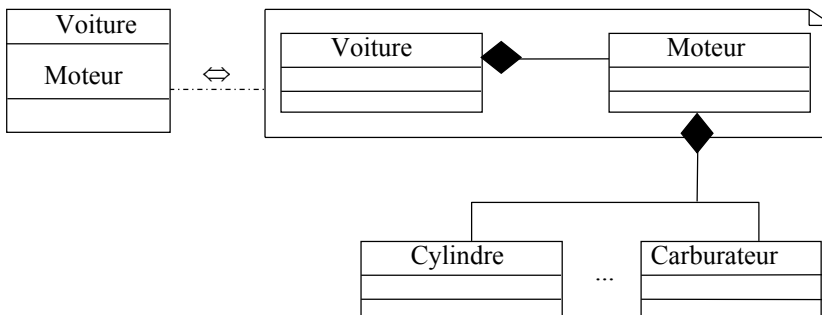 Voiture
Moteur
⇔
Voiture
Moteur
Cylindre
...
Carburateur